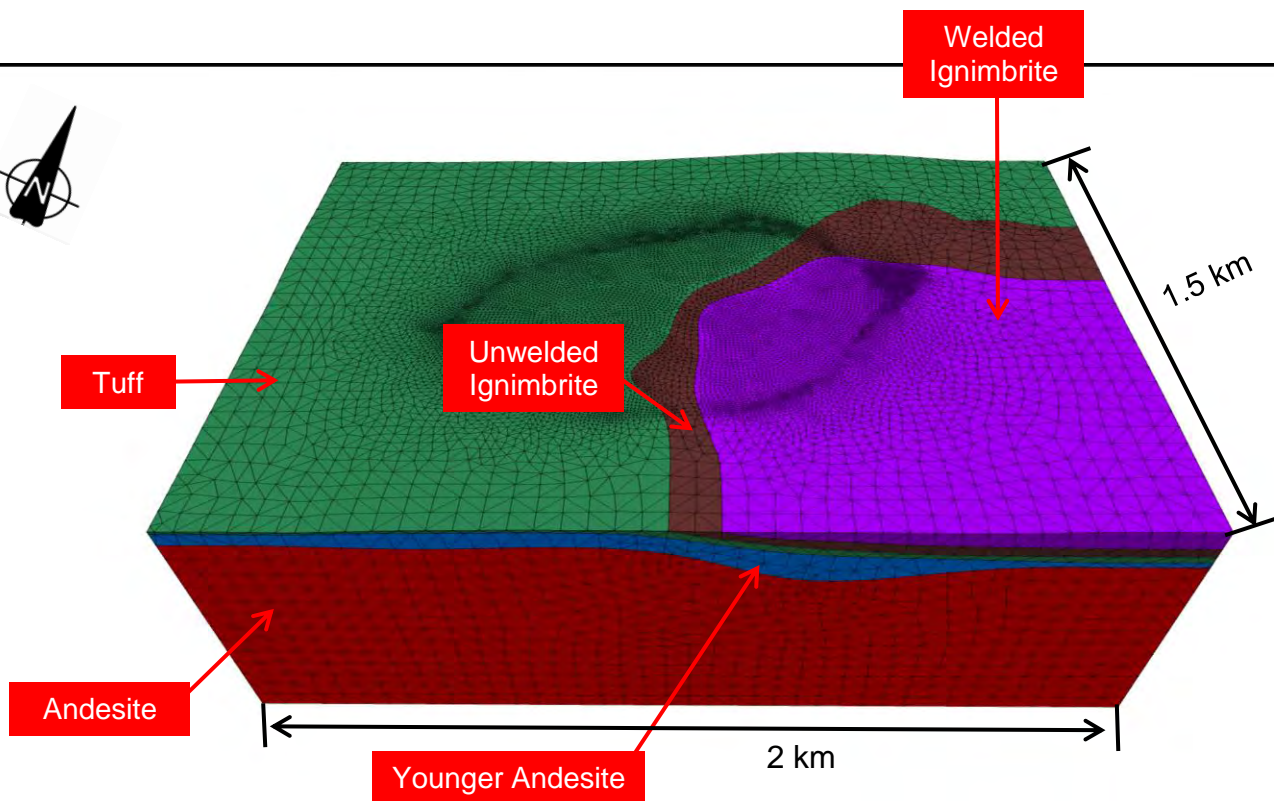 Welded
Ignimbrite
N
1.5 km
Unwelded
Ignimbrite
Tuff
Andesite
2 km
Younger Andesite